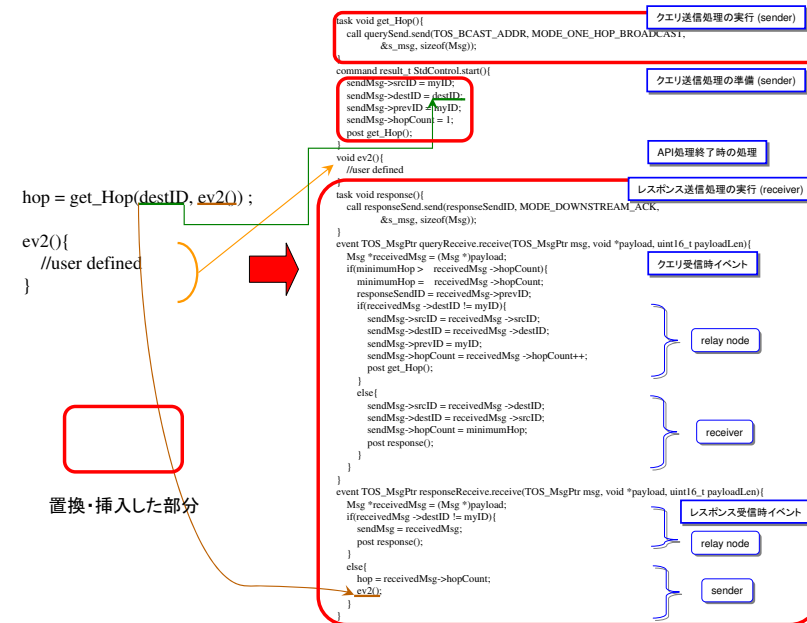 hop = get_Hop(destID, ev2()) ;
ev2(){
//user defined
}
置換・挿入した部分
task void get_Hop(){
call querySend.send(TOS_BCAST_ADDR, MODE_ONE_HOP_BROADCAST,
&s_msg, sizeof(Msg));
}
command result_t StdControl.start(){
sendMsg->srcID = myID;
sendMsg->destID = destID;
sendMsg->prevID = myID;
sendMsg->hopCount = 1;
post get_Hop();
}
void ev2(){
//user defined
}
task void response(){
call responseSend.send(responseSendID, MODE_DOWNSTREAM_ACK,
&s_msg, sizeof(Msg));
}
event TOS_MsgPtr queryReceive.receive(TOS_MsgPtr msg, void *payload, uint16_t payloadLen){
Msg *receivedMsg = (Msg *)payload;
if(minimumHop > receivedMsg ->hopCount){
minimumHop = receivedMsg ->hopCount;
responseSendID = receivedMsg->prevID;
if(receivedMsg ->destID != myID){
sendMsg->srcID = receivedMsg ->srcID;
sendMsg->destID = receivedMsg ->destID;
sendMsg->prevID = myID;
sendMsg->hopCount = receivedMsg ->hopCount++;
post get_Hop();
}
else{
sendMsg->srcID = receivedMsg ->destID;
sendMsg->destID = receivedMsg ->srcID;
sendMsg->hopCount = minimumHop;
post response();
}
}
}
event TOS_MsgPtr responseReceive.receive(TOS_MsgPtr msg, void *payload, uint16_t payloadLen){
Msg *receivedMsg = (Msg *)payload;
if(receivedMsg ->destID != myID){
sendMsg = receivedMsg;
post response();
}
else{
hop = receivedMsg->hopCount;
ev2();
}
}
クエリ送信処理の実行 (sender)
クエリ送信処理の準備 (sender)
API処理終了時の処理
レスポンス送信処理の実行 (receiver)
クエリ受信時イベント
relay node
receiver
レスポンス受信時イベント
relay node
sender